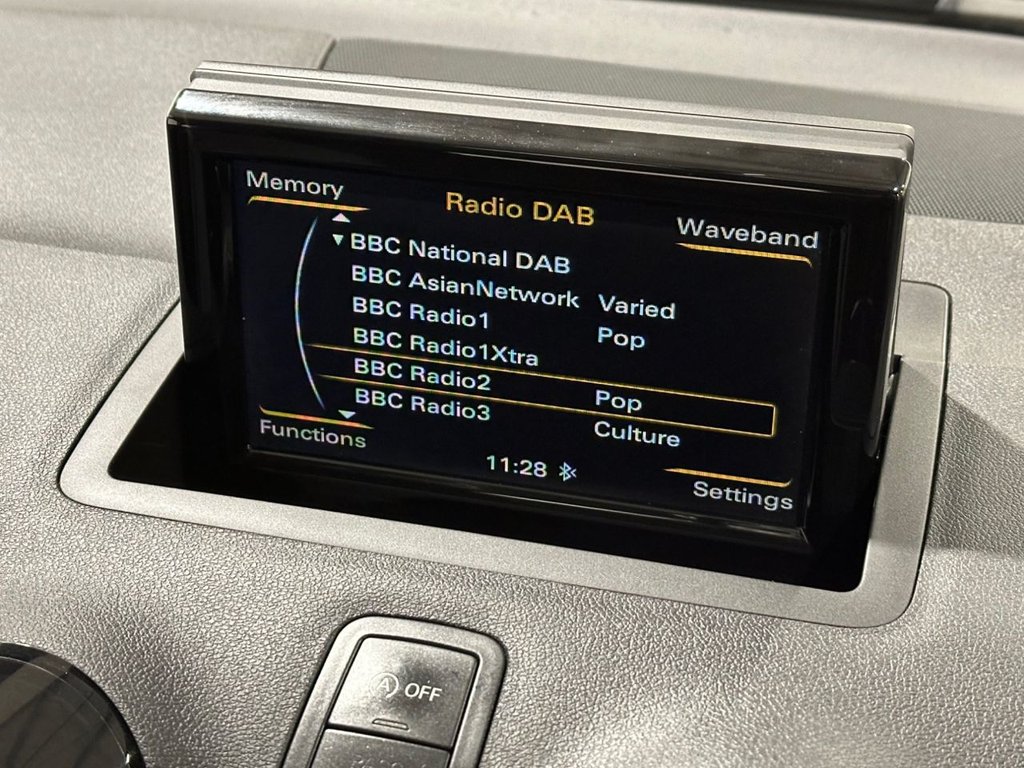 Memory
Radio DAB
Waveband
BBC National DAB
BBC AsianNetwork Varied
BBC Radio1 Pop
BBC Radio1Xtra
BBC Radio2 Pop
BBC Radio3 Culture
Functions
11:28
Settings
OFF